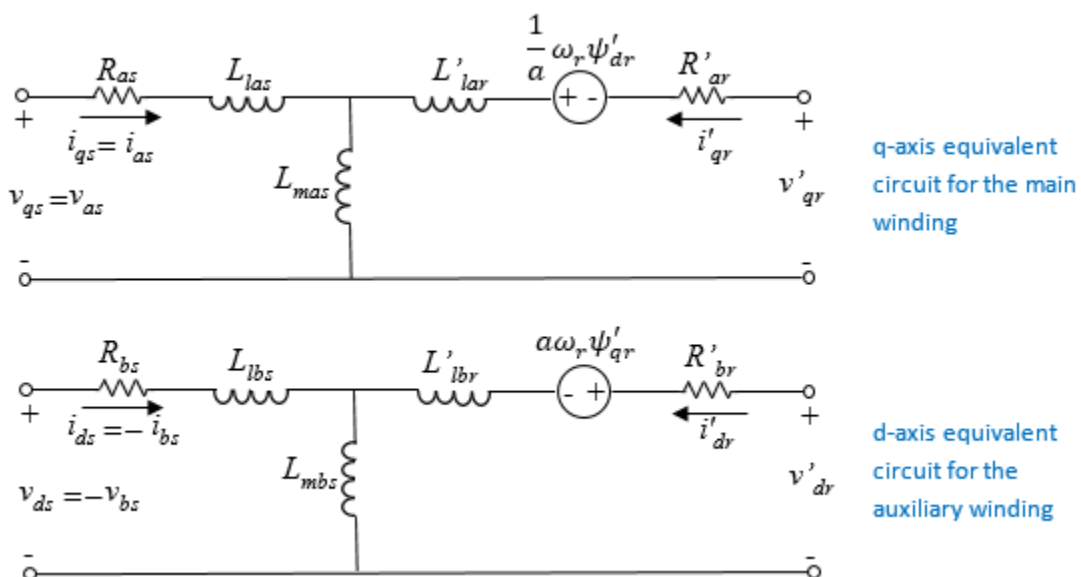 1/a ω_r ψ'_dr
R_as L_las L'_lar + - R'_ar
+ i_qs = i_as i'_qr +
L_mas
v_qs = v_as v'_qr
- -
q-axis equivalent
circuit for the main
winding
aω_r ψ'_qr
R_bs L_lbs L'_lbr - + R'_br
+ i_ds = - i_bs i'_dr +
L_mbs
v_ds = -v_bs v'_dr
- -
d-axis equivalent
circuit for the
auxiliary winding